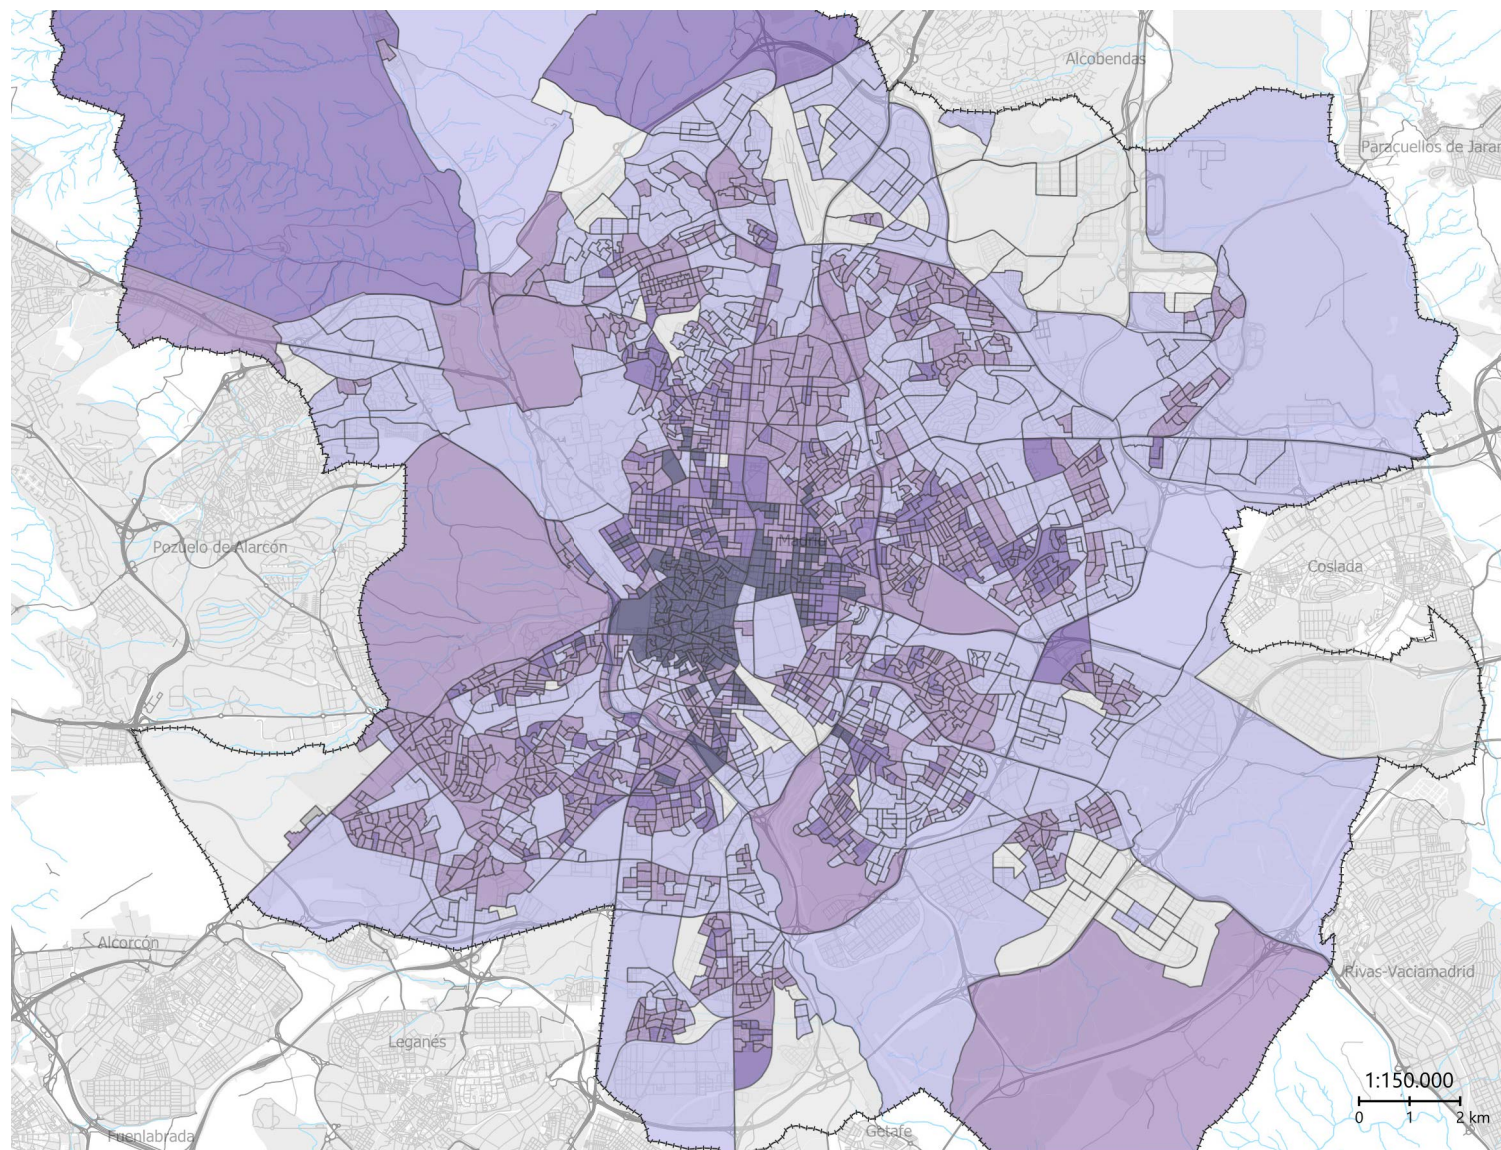 Alcobendas
Paracuellos de Jarar
Madrid
Pozuelo de Alarcón
Coslada
Alcorcón
Rivas-Vaciamadrid
Leganés
1:150.000
0 1 2 km
Fuenlabrada
Getafe